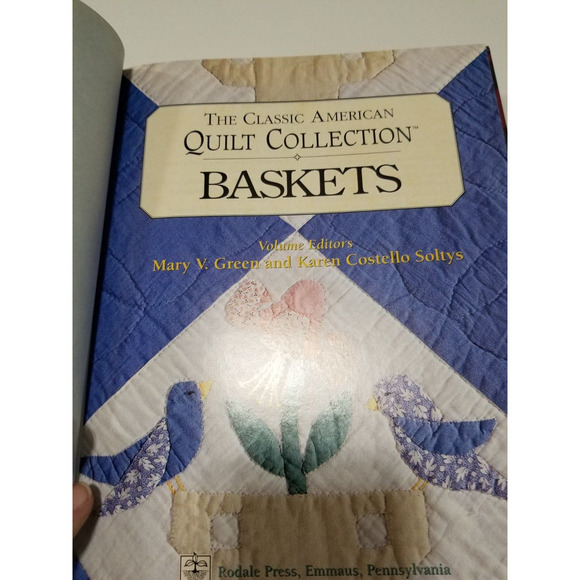 THE CLASSIC AMERICAN
QUILT COLLECTION™
BASKETS
Volume Editors
Mary V. Green and Karen Costello Soltys
Rodale Press, Emmaus, Pennsylvania